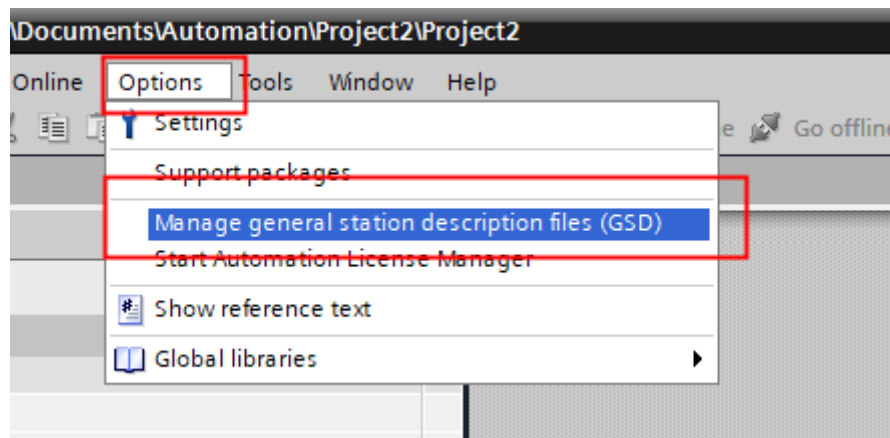 \Documents\Automation\Project2\Project2
Online Options Tools Window Help
Settings
e Go offline
Support packages
Manage general station description files (GSD)
Start Automation License Manager
Show reference text
Global libraries